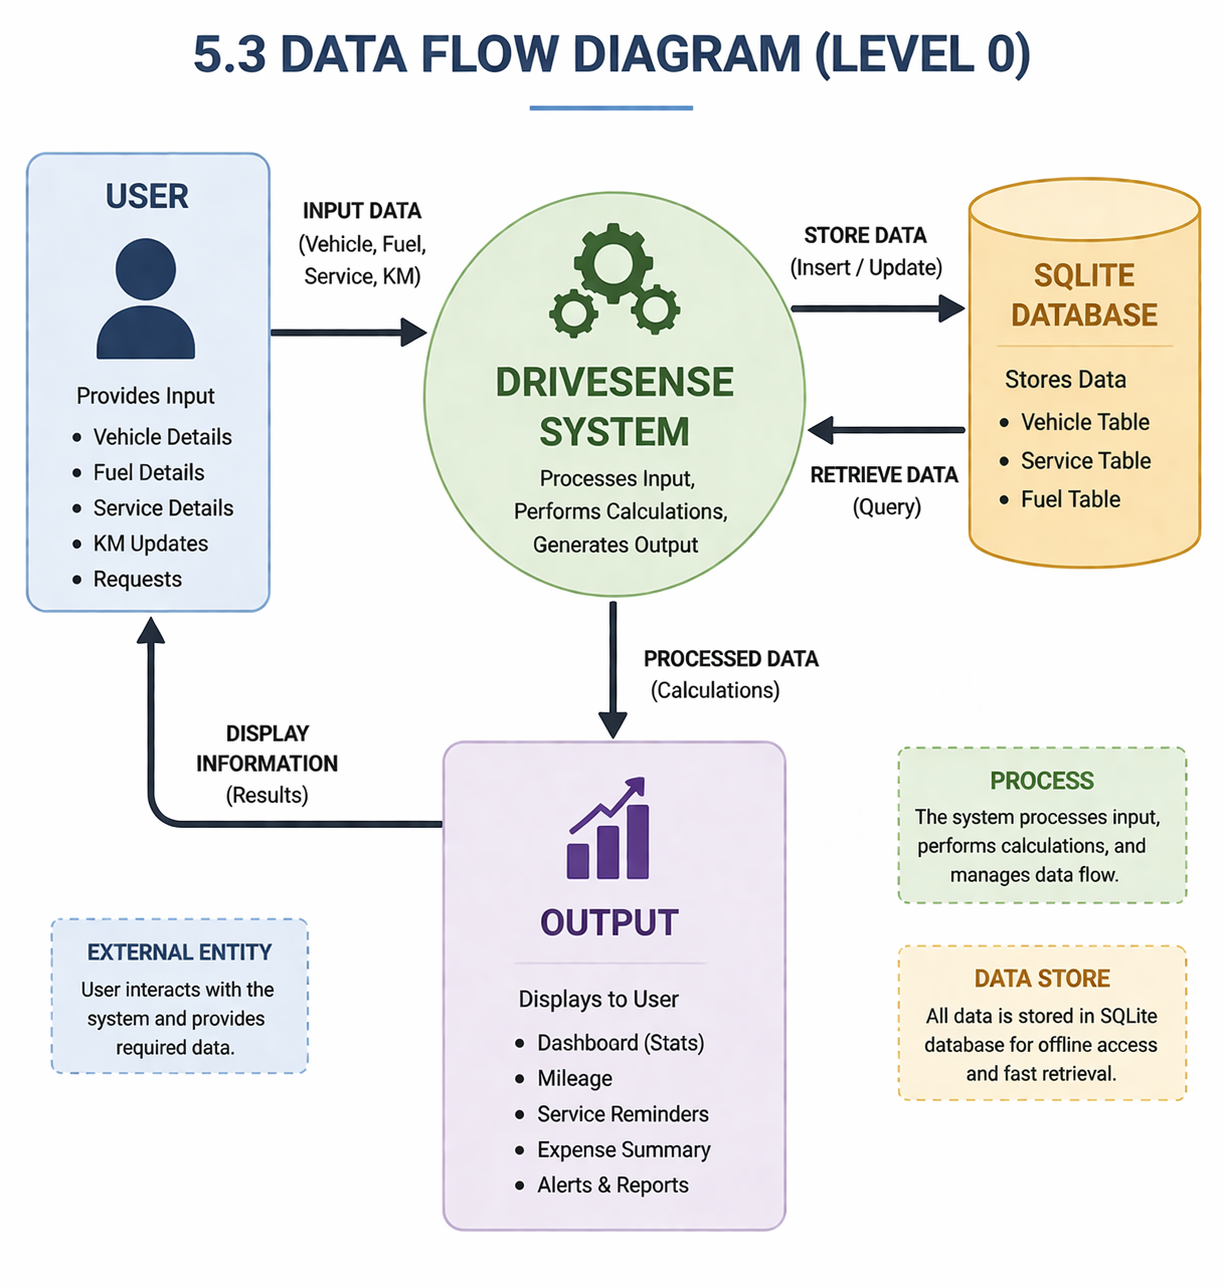 5.3 DATA FLOW DIAGRAM (LEVEL 0)
USER
Provides Input
• Vehicle Details
• Fuel Details
• Service Details
• KM Updates
• Requests
INPUT DATA
(Vehicle, Fuel,
Service, KM)
DRIVESENSE
SYSTEM
Processes Input,
Performs Calculations,
Generates Output
STORE DATA
(Insert / Update)
RETRIEVE DATA
(Query)
SQLITE
DATABASE
Stores Data
• Vehicle Table
• Service Table
• Fuel Table
PROCESSED DATA
(Calculations)
DISPLAY
INFORMATION
(Results)
OUTPUT
Displays to User
• Dashboard (Stats)
• Mileage
• Service Reminders
• Expense Summary
• Alerts & Reports
EXTERNAL ENTITY
User interacts with the
system and provides
required data.
PROCESS
The system processes input,
performs calculations, and
manages data flow.
DATA STORE
All data is stored in SQLite
database for offline access
and fast retrieval.